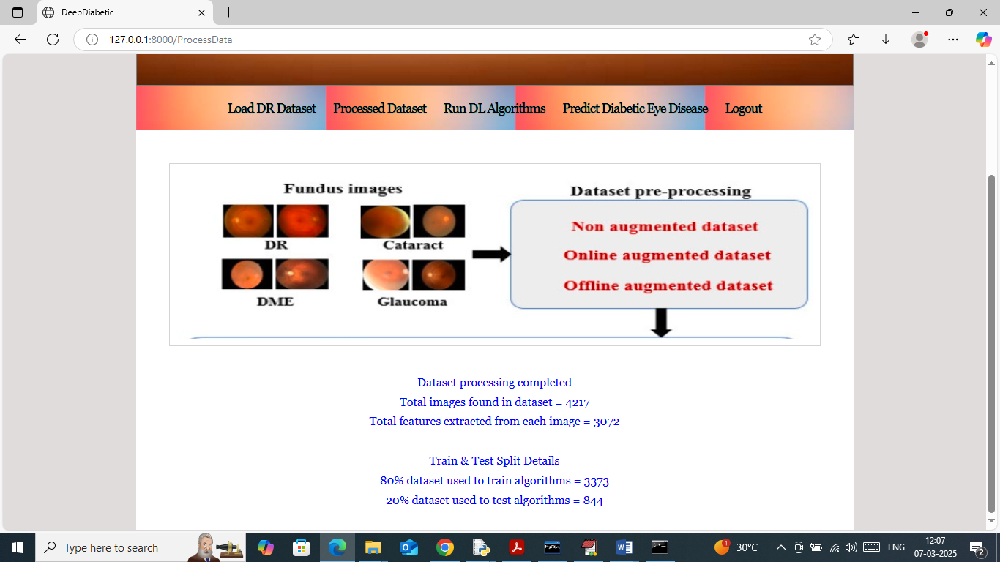 DeepDiabetic
127.0.0.1:8000/ProcessData
Load DR Dataset Processed Dataset Run DL Algorithms Predict Diabetic Eye Disease Logout
Fundus images
DR
Cataract
DME
Glaucoma
Dataset pre-processing
Non augmented dataset
Online augmented dataset
Offline augmented dataset
Dataset processing completed
Total images found in dataset = 4217
Total features extracted from each image = 3072
Train & Test Split Details
80% dataset used to train algorithms = 3373
20% dataset used to test algorithms = 844
Type here to search
1
30°C
ENG
12:07
07-03-2025
2